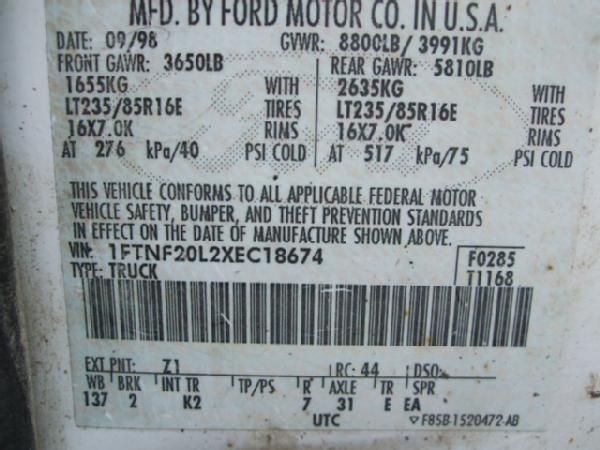 MFD. BY FORD MOTOR CO. IN U.S.A.
DATE: 09/98 GVWR: 8800LB/ 3991KG
FRONT GAWR: 3650LB REAR GAWR: 5810LB
1655KG WITH 2635KG WITH
LT235/85R16E TIRES LT235/85R16E TIRES
16X7.0K RIMS 16X7.0K RIMS
AT 276 kPa/40 PSI COLD AT 517 kPa/75 PSI COLD
THIS VEHICLE CONFORMS TO ALL APPLICABLE FEDERAL MOTOR
VEHICLE SAFETY, BUMPER, AND THEFT PREVENTION STANDARDS
IN EFFECT ON THE DATE OF MANUFACTURE SHOWN ABOVE.
VIN: 1FTNF20L2XEC18674 F0285
TYPE: TRUCK T1168
EXT PNT: Z1 RC: 44 DSO:
WB BRK INT TR TP/PS R AXLE TR SPR
137 2 K2 7 31 E EA
UTC ▽F85B-1520472-AB